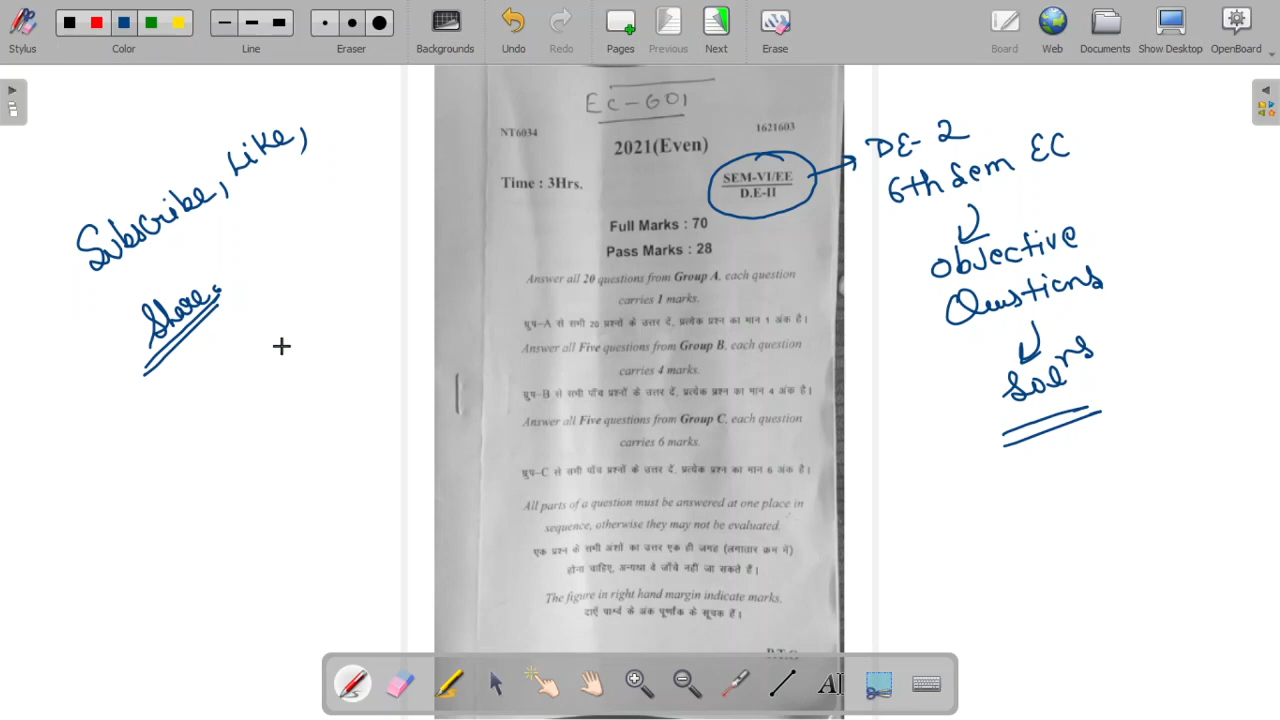 Stylus
Color
Line
Eraser
Backgrounds
Undo
Redo
Pages
Previous
Next
Erase
Board
Web
Documents
Show Desktop
OpenBoard
Subscribe, Like,
Share.
EC-601
NT6034
1621603
2021(Even)
SEM-VI/EE
Time : 3Hrs.
D.E-II
Full Marks : 70
Pass Marks : 28
Answer all 20 questions from Group A, each question
carries 1 marks.
ग्रुप-A से सभी 20 प्रश्नों के उत्तर दें, प्रत्येक प्रश्न का मान 1 अंक है।
Answer all Five questions from Group B, each question
carries 4 marks.
ग्रुप-B से सभी पाँच प्रश्नों के उत्तर दें, प्रत्येक प्रश्न का मान 4 अंक है।
Answer all Five questions from Group C, each question
carries 6 marks.
ग्रुप-C से सभी पाँच प्रश्नों के उत्तर दें, प्रत्येक प्रश्न का मान 6 अंक है।
All parts of a question must be answered at one place in
sequence, otherwise they may not be evaluated.
एक प्रश्न के सभी अंशों का उत्तर एक ही जगह (लगातार क्रम में)
होना चाहिए, अन्यथा वे जाँचे नहीं जा सकते हैं।
The figure in right hand margin indicate marks.
दाएँ पार्श्व के अंक पूर्णांक के सूचक हैं।
DE-2
6th Sem EC
Objective
Questions
Solns